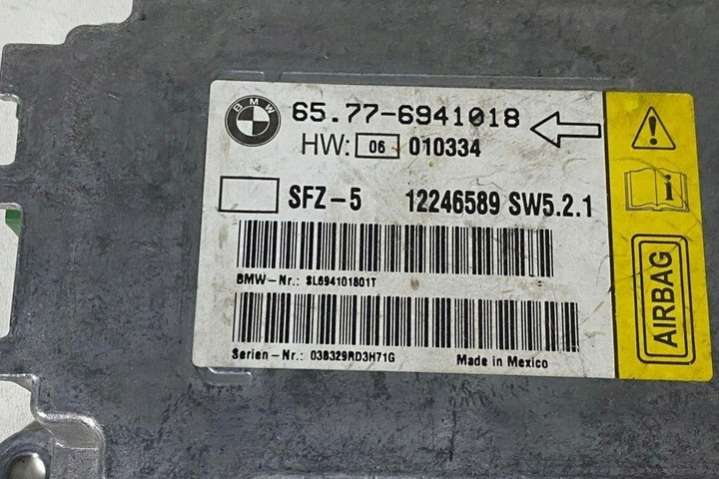 BMW
65.77-6941018
HW: 06 010334
SFZ-5 12246589 SW5.2.1
BMW-Nr.: SL694101801T
Serien-Nr.: 038329RD3H71G Made in Mexico
i
AIRBAG